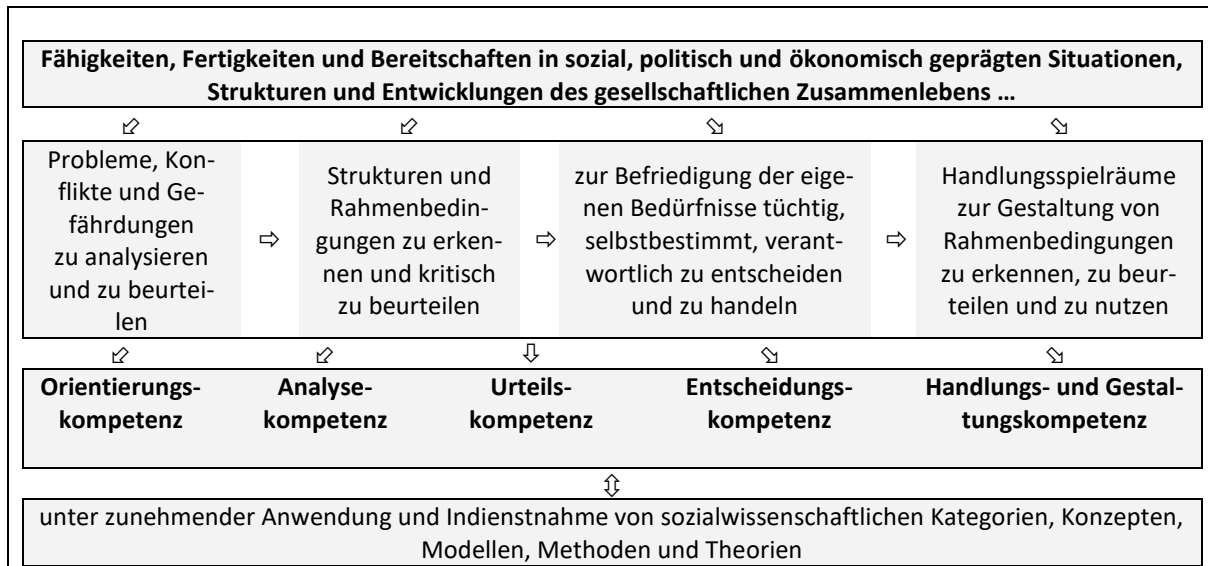 Fähigkeiten, Fertigkeiten und Bereitschaften in sozial, politisch und ökonomisch geprägten Situationen,
Strukturen und Entwicklungen des gesellschaftlichen Zusammenlebens …
Probleme, Kon-
flikte und Ge-
fährdungen
zu analysieren
und zu beurtei-
len
Strukturen und
Rahmenbedin-
gungen zu erken-
nen und kritisch
zu beurteilen
zur Befriedigung der eige-
nen Bedürfnisse tüchtig,
selbstbestimmt, verant-
wortlich zu entscheiden
und zu handeln
Handlungsspielräume
zur Gestaltung von
Rahmenbedingungen
zu erkennen, zu beur-
teilen und zu nutzen
Orientierungs-
kompetenz
Analyse-
kompetenz
Urteils-
kompetenz
Entscheidungs-
kompetenz
Handlungs- und Gestal-
tungskompetenz
unter zunehmender Anwendung und Indienstnahme von sozialwissenschaftlichen Kategorien, Konzepten,
Modellen, Methoden und Theorien